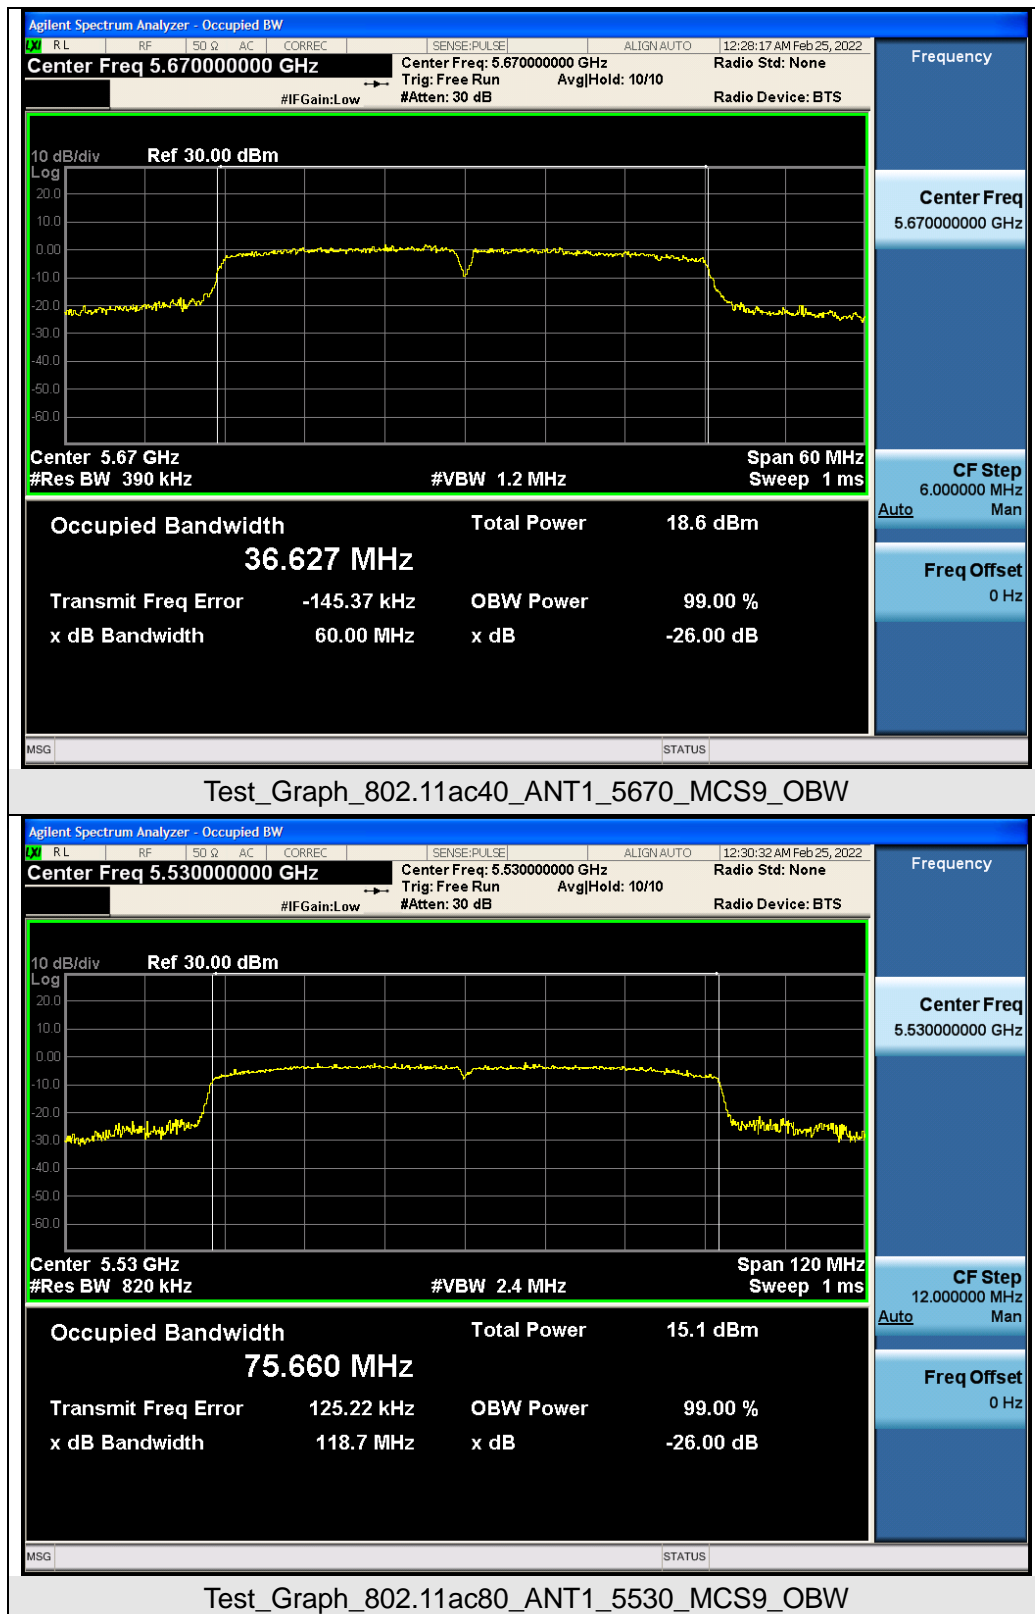 Agilent Spectrum Analyzer - Occupied BW
LXI RL RF 50 Ω AC CORREC SENSE:PULSE ALIGN AUTO 12:28:17 AM Feb 25, 2022
Center Freq 5.670000000 GHz Center Freq: 5.670000000 GHz Radio Std: None
Trig: Free Run Avg|Hold: 10/10
#IFGain:Low #Atten: 30 dB Radio Device: BTS
Frequency
10 dB/div Ref 30.00 dBm
Log
20.0
10.0
0.00
-10.0
-20.0
-30.0
-40.0
-50.0
-60.0
Center 5.67 GHz Span 60 MHz
#Res BW 390 kHz #VBW 1.2 MHz Sweep 1 ms
Center Freq
5.670000000 GHz
CF Step
6.000000 MHz
Auto Man
Freq Offset
0 Hz
Occupied Bandwidth Total Power 18.6 dBm
36.627 MHz
Transmit Freq Error -145.37 kHz OBW Power 99.00 %
x dB Bandwidth 60.00 MHz x dB -26.00 dB
MSG STATUS
Test_Graph_802.11ac40_ANT1_5670_MCS9_OBW
Agilent Spectrum Analyzer - Occupied BW
LXI RL RF 50 Ω AC CORREC SENSE:PULSE ALIGN AUTO 12:30:32 AM Feb 25, 2022
Center Freq 5.530000000 GHz Center Freq: 5.530000000 GHz Radio Std: None
Trig: Free Run Avg|Hold: 10/10
#IFGain:Low #Atten: 30 dB Radio Device: BTS
Frequency
10 dB/div Ref 30.00 dBm
Log
20.0
10.0
0.00
-10.0
-20.0
-30.0
-40.0
-50.0
-60.0
Center 5.53 GHz Span 120 MHz
#Res BW 820 kHz #VBW 2.4 MHz Sweep 1 ms
Center Freq
5.530000000 GHz
CF Step
12.000000 MHz
Auto Man
Freq Offset
0 Hz
Occupied Bandwidth Total Power 15.1 dBm
75.660 MHz
Transmit Freq Error 125.22 kHz OBW Power 99.00 %
x dB Bandwidth 118.7 MHz x dB -26.00 dB
MSG STATUS
Test_Graph_802.11ac80_ANT1_5530_MCS9_OBW